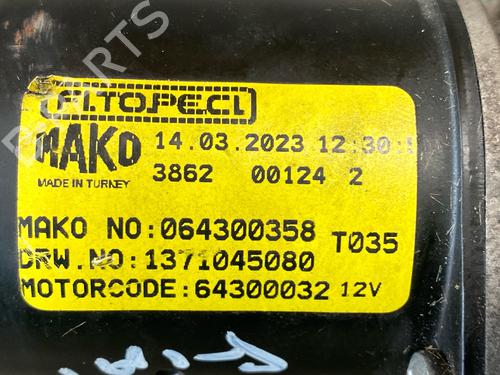 MAKO
14.03.2023 12:30:
MADE IN TURKEY
3862 00124 2
MAKO NO:064300358 T035
DRW.NO:1371045080
MOTORCODE:64300032 12V